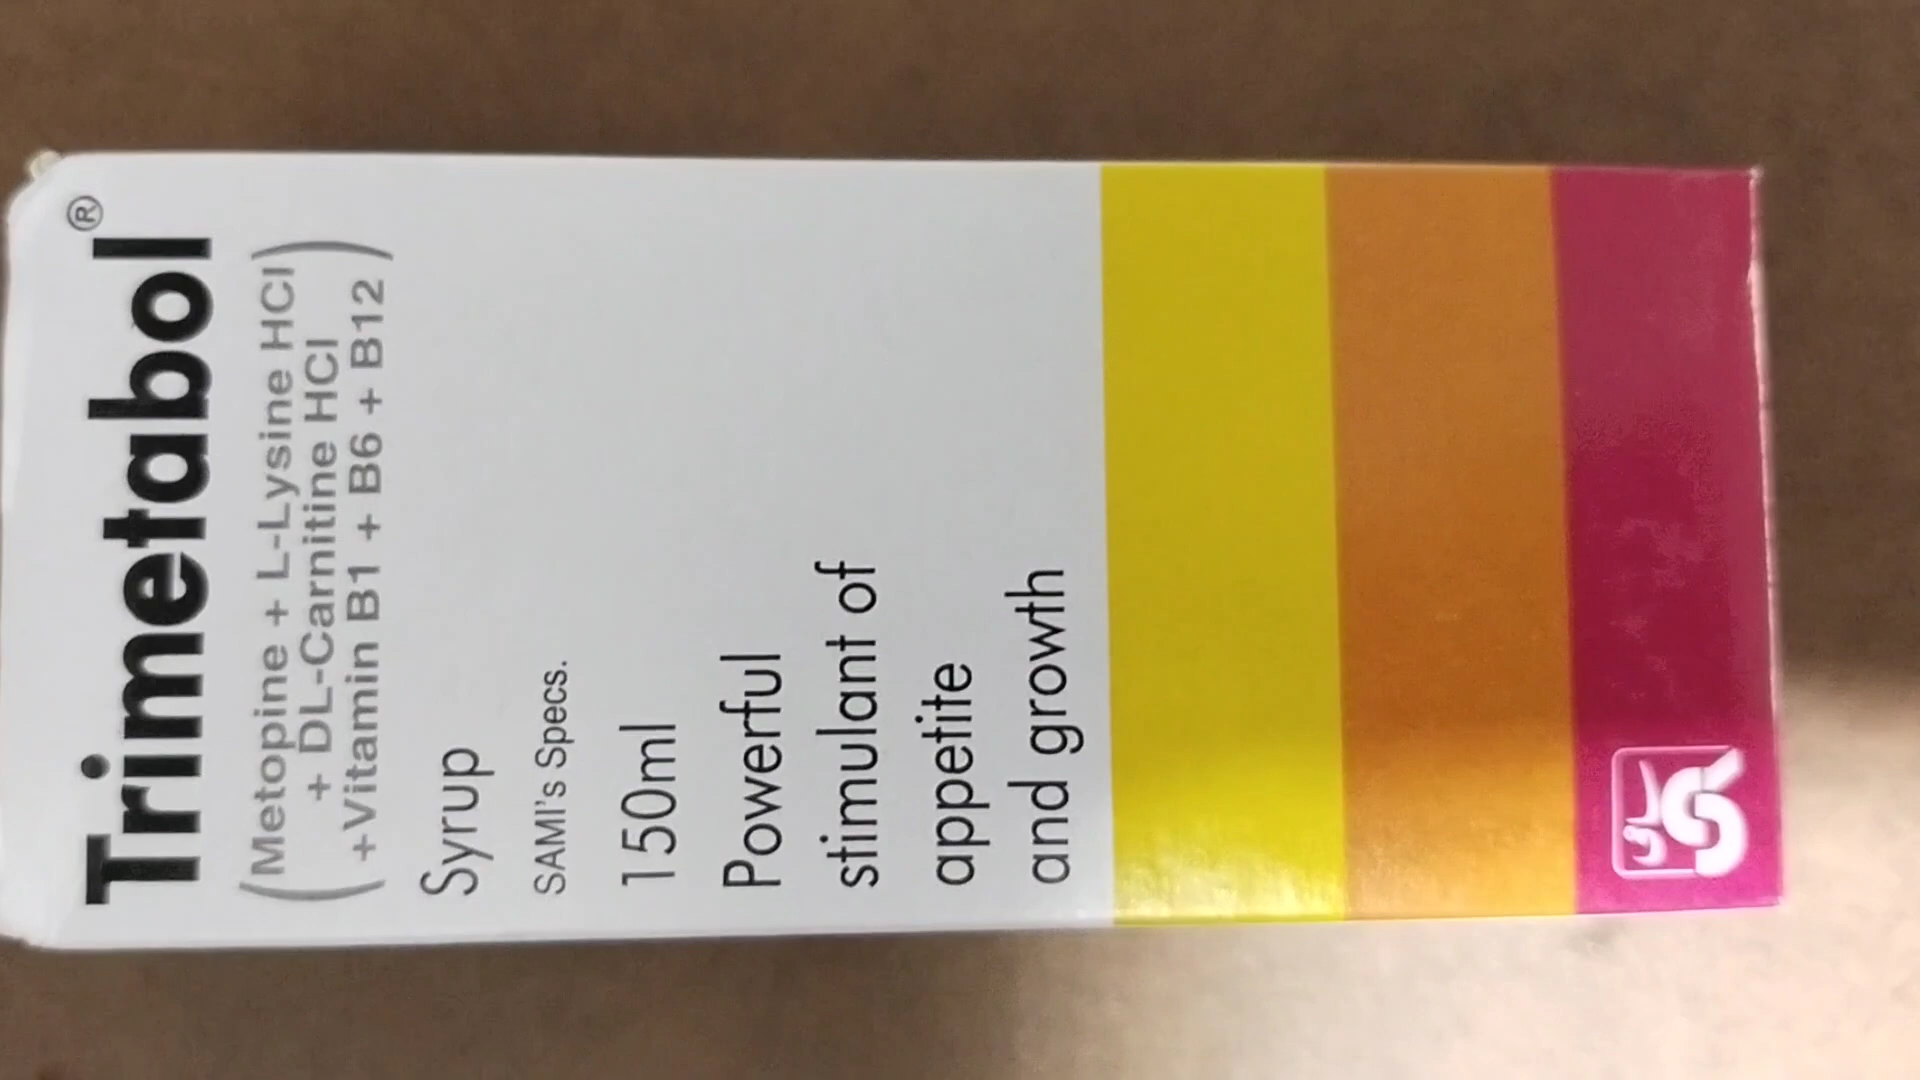 Trimetabol®
(Metopine + L-Lysine HCl)
+ DL-Carnitine HCl
(+Vitamin B1 + B6 + B12)
Syrup
SAMI's Specs.
150ml
Powerful
stimulant of
appetite
and growth